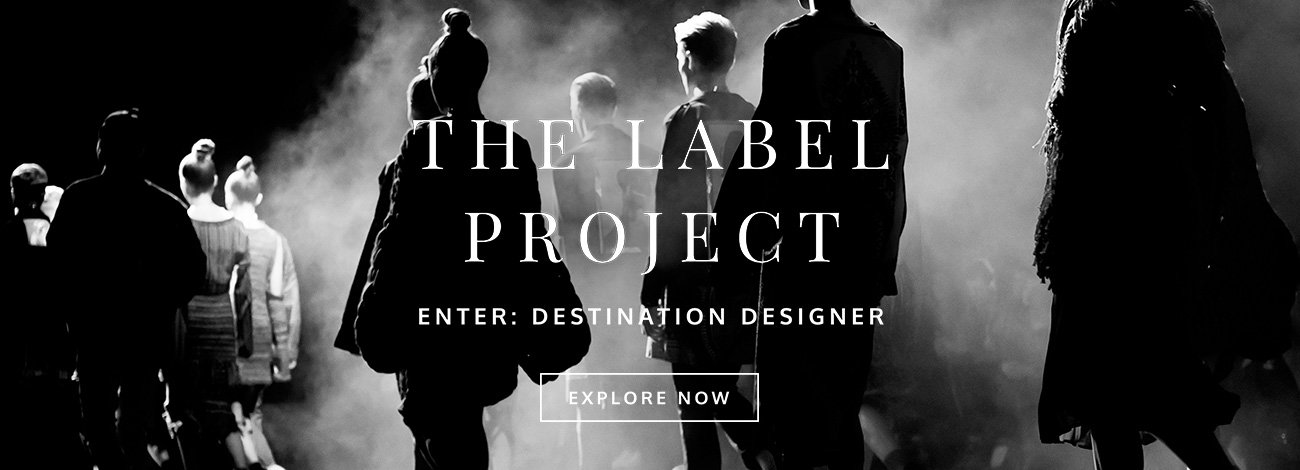 THE LABEL
PROJECT
ENTER: DESTINATION DESIGNER
EXPLORE NOW